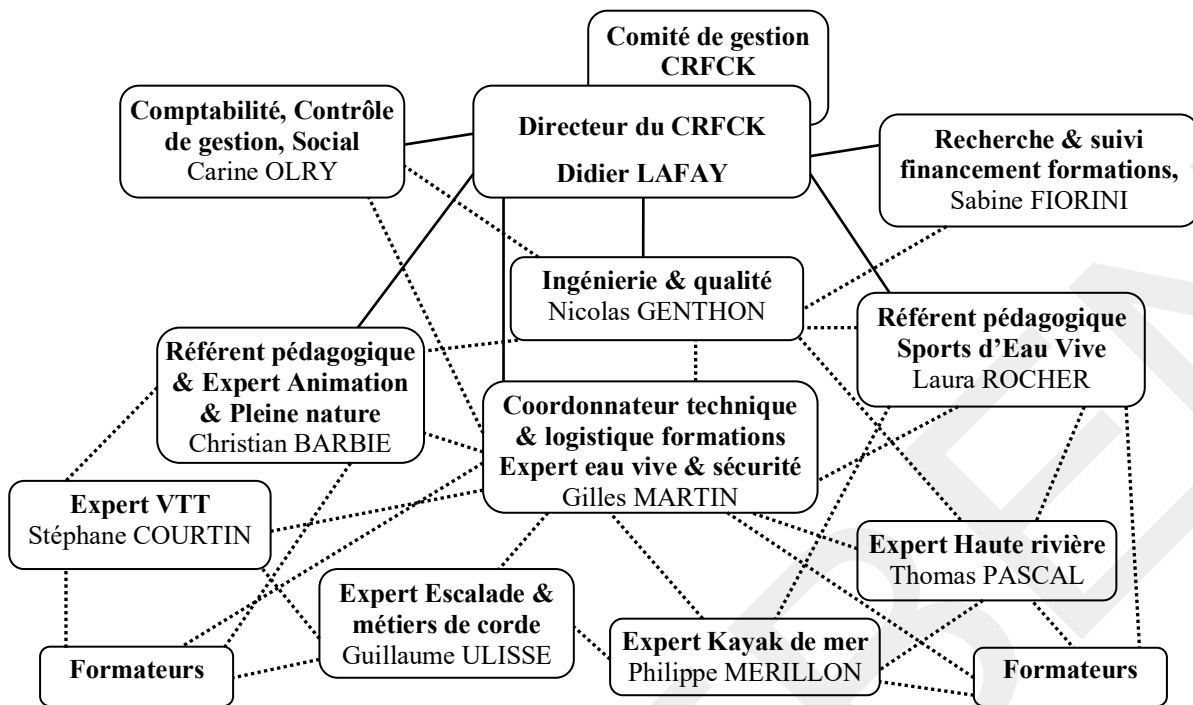 Comité de gestion
CRFCK
Comptabilité, Contrôle
de gestion, Social
Carine OLRY
Directeur du CRFCK
Didier LAFAY
Recherche & suivi
financement formations,
Sabine FIORINI
Ingénierie & qualité
Nicolas GENTHON
Référent pédagogique
Sports d’Eau Vive
Laura ROCHER
Référent pédagogique
& Expert Animation
& Pleine nature
Christian BARBIE
Coordonnateur technique
& logistique formations
Expert eau vive & sécurité
Gilles MARTIN
Expert VTT
Stéphane COURTIN
Expert Haute rivière
Thomas PASCAL
Expert Escalade &
métiers de corde
Guillaume ULISSE
Expert Kayak de mer
Philippe MERILLON
Formateurs
Formateurs